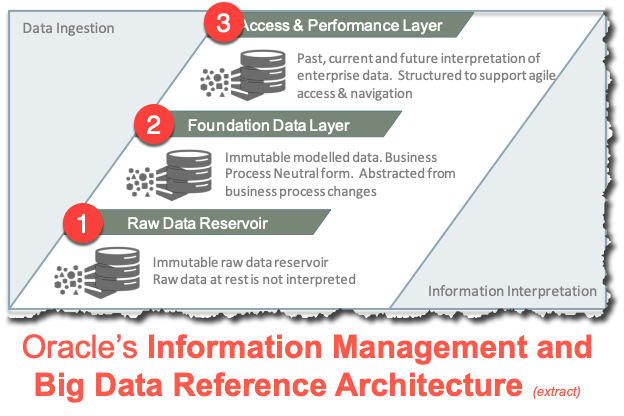 Data Ingestion
3
Access & Performance Layer
Past, current and future interpretation of
enterprise data. Structured to support agile
access & navigation
2
Foundation Data Layer
Immutable modelled data. Business
Process Neutral form. Abstracted from
business process changes
1
Raw Data Reservoir
Immutable raw data reservoir
Raw data at rest is not interpreted
Information Interpretation
Oracle's Information Management and
Big Data Reference Architecture (extract)